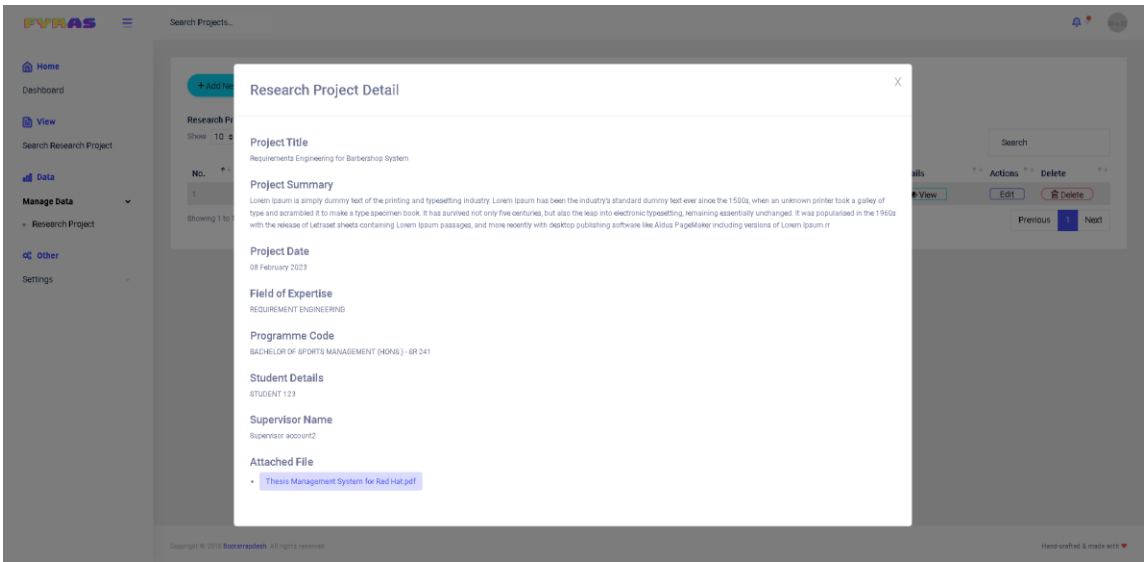 FYRAS
Search Projects...
Home
Dashboard
View
Search Research Project
Data
Manage Data
Research Project
Other
Settings
+ Add Ne
Research Pr
Show 10
Search
No.
ails
Actions
Delete
1
View
Edit
Delete
Showing 1 to 1
Previous 1 Next
Research Project Detail
X
Project Title
Requirements Engineering for Barbershop System
Project Summary
Lorem Ipsum is simply dummy text of the printing and typesetting industry. Lorem Ipsum has been the industry's standard dummy text ever since the 1500s, when an unknown printer took a galley of
type and scrambled it to make a type specimen book. It has survived not only five centuries, but also the leap into electronic typesetting, remaining essentially unchanged. It was popularised in the 1960s
with the release of Letraset sheets containing Lorem Ipsum passages, and more recently with desktop publishing software like Aldus PageMaker including versions of Lorem Ipsum.rr
Project Date
08 February 2023
Field of Expertise
REQUIREMENT ENGINEERING
Programme Code
BACHELOR OF SPORTS MANAGEMENT (HONS.) - SR 241
Student Details
STUDENT 123
Supervisor Name
Supervisor account2
Attached File
Thesis Management System for Red Hat.pdf
Copyright © 2018 Bootstrapdash. All rights reserved.
Hand-crafted & made with